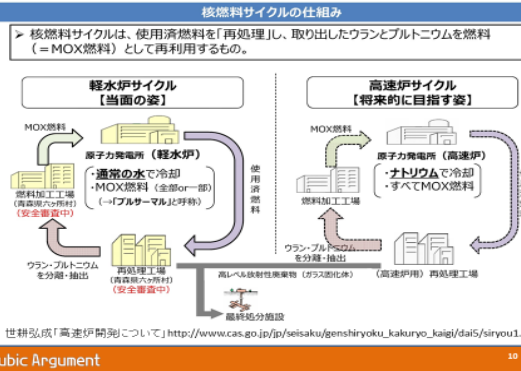 核燃料サイクルの仕組み
➢ 核燃料サイクルは、使用済燃料を「再処理」し、取り出したウランとプルトニウムを燃料
（＝MOX燃料）として再利用するもの。
軽水炉サイクル
【当面の姿】
MOX燃料
原子力発電所（軽水炉）
・通常の水で冷却
・MOX燃料（全部or一部）
（→「プルサーマル」と呼称）
燃料加工工場
（青森県六ヶ所村）
（安全審査中）
使用済燃料
ウラン・プルトニウム
を分離・抽出
再処理工場
（青森県六ヶ所村）
（安全審査中）
高速炉サイクル
【将来的に目指す姿】
MOX燃料
原子力発電所（高速炉）
・ナトリウムで冷却
・すべてMOX燃料
燃料加工工場
ウラン・プルトニウム
を分離・抽出
（高速炉用）再処理工場
高レベル放射性廃棄物（ガラス固化体）
最終処分施設
世耕弘成「高速炉開発について」http://www.cas.go.jp/jp/seisaku/genshiryoku_kakuryo_kaigi/dai5/siryou1.
ubic Argument
10